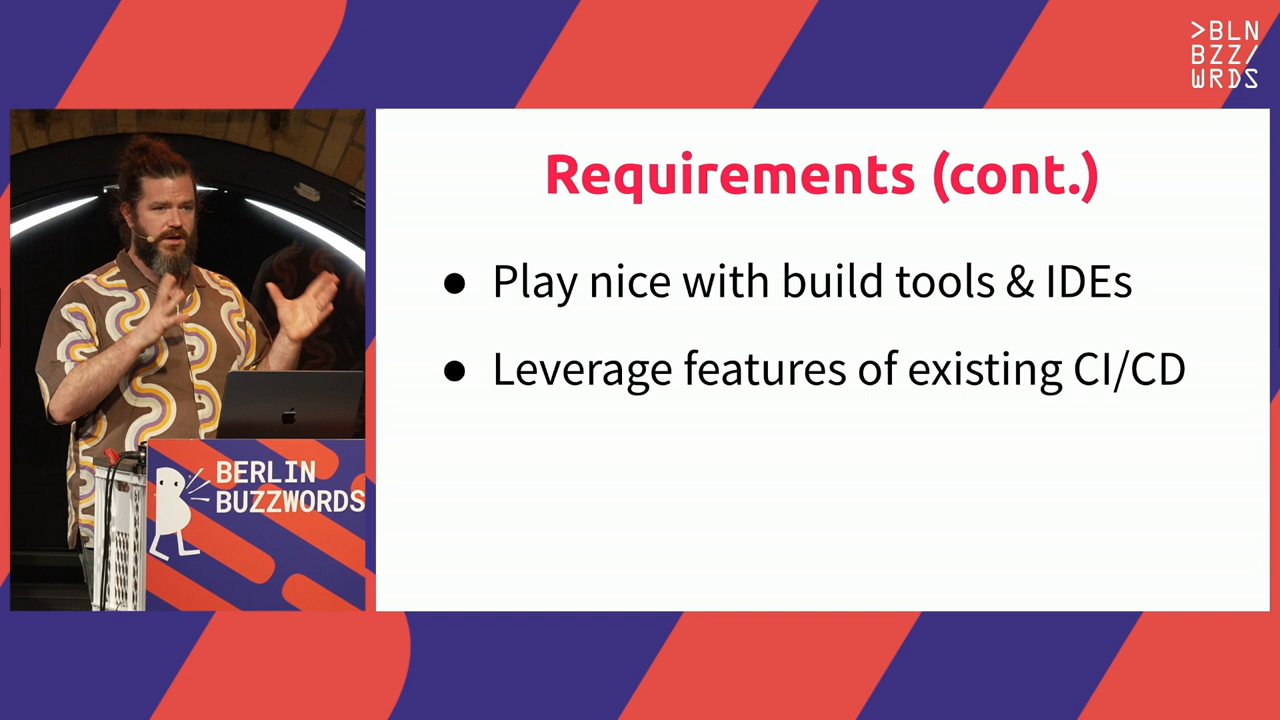 >BLN
BZZ/
WRDS
Requirements (cont.)
● Play nice with build tools & IDEs
● Leverage features of existing CI/CD
BERLIN
BUZZWORDS